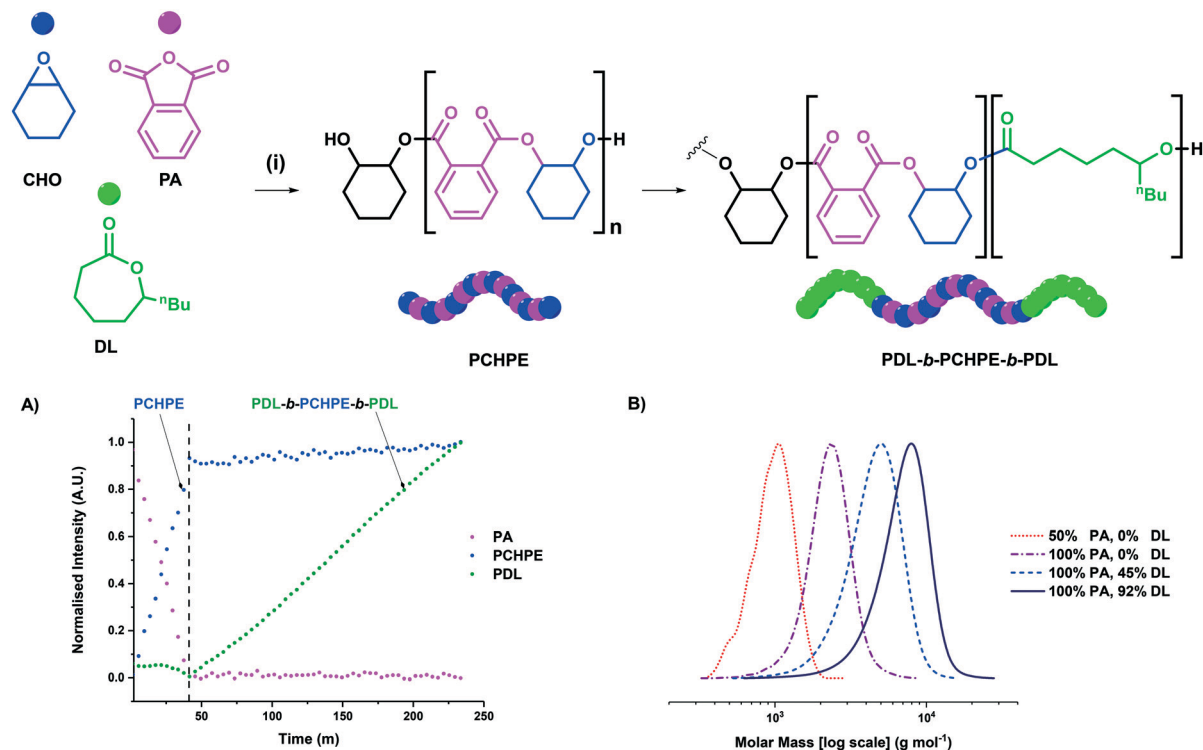 O
O
O
O
CHO
PA
(i)
O
O
nBu
DL
HO
O
O
O
O
O
H
n
PCHPE
O
O
O
O
O
O
O
O
H
nBu
PDL-b-PCHPE-b-PDL
A)
PCHPE
PDL-b-PCHPE-b-PDL
Normalised Intensity (A.U.)
1.0
0.8
0.6
0.4
0.2
0.0
50
100
150
200
250
Time (m)
PA
PCHPE
PDL
B)
50% PA, 0% DL
100% PA, 0% DL
100% PA, 45% DL
100% PA, 92% DL
10³
10⁴
Molar Mass [log scale] (g mol⁻¹)